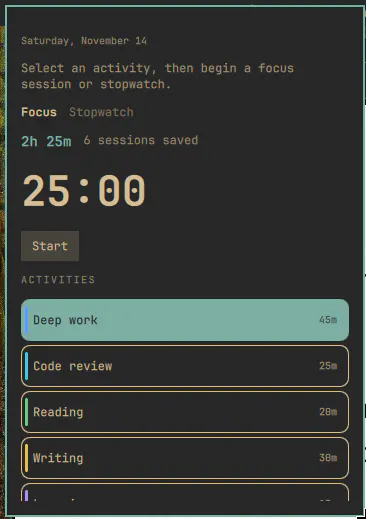 Saturday, November 14
Select an activity, then begin a focus
session or stopwatch.
Focus Stopwatch
2h 25m 6 sessions saved
25:00
Start
ACTIVITIES
Deep work 45m
Code review 25m
Reading 20m
Writing 30m